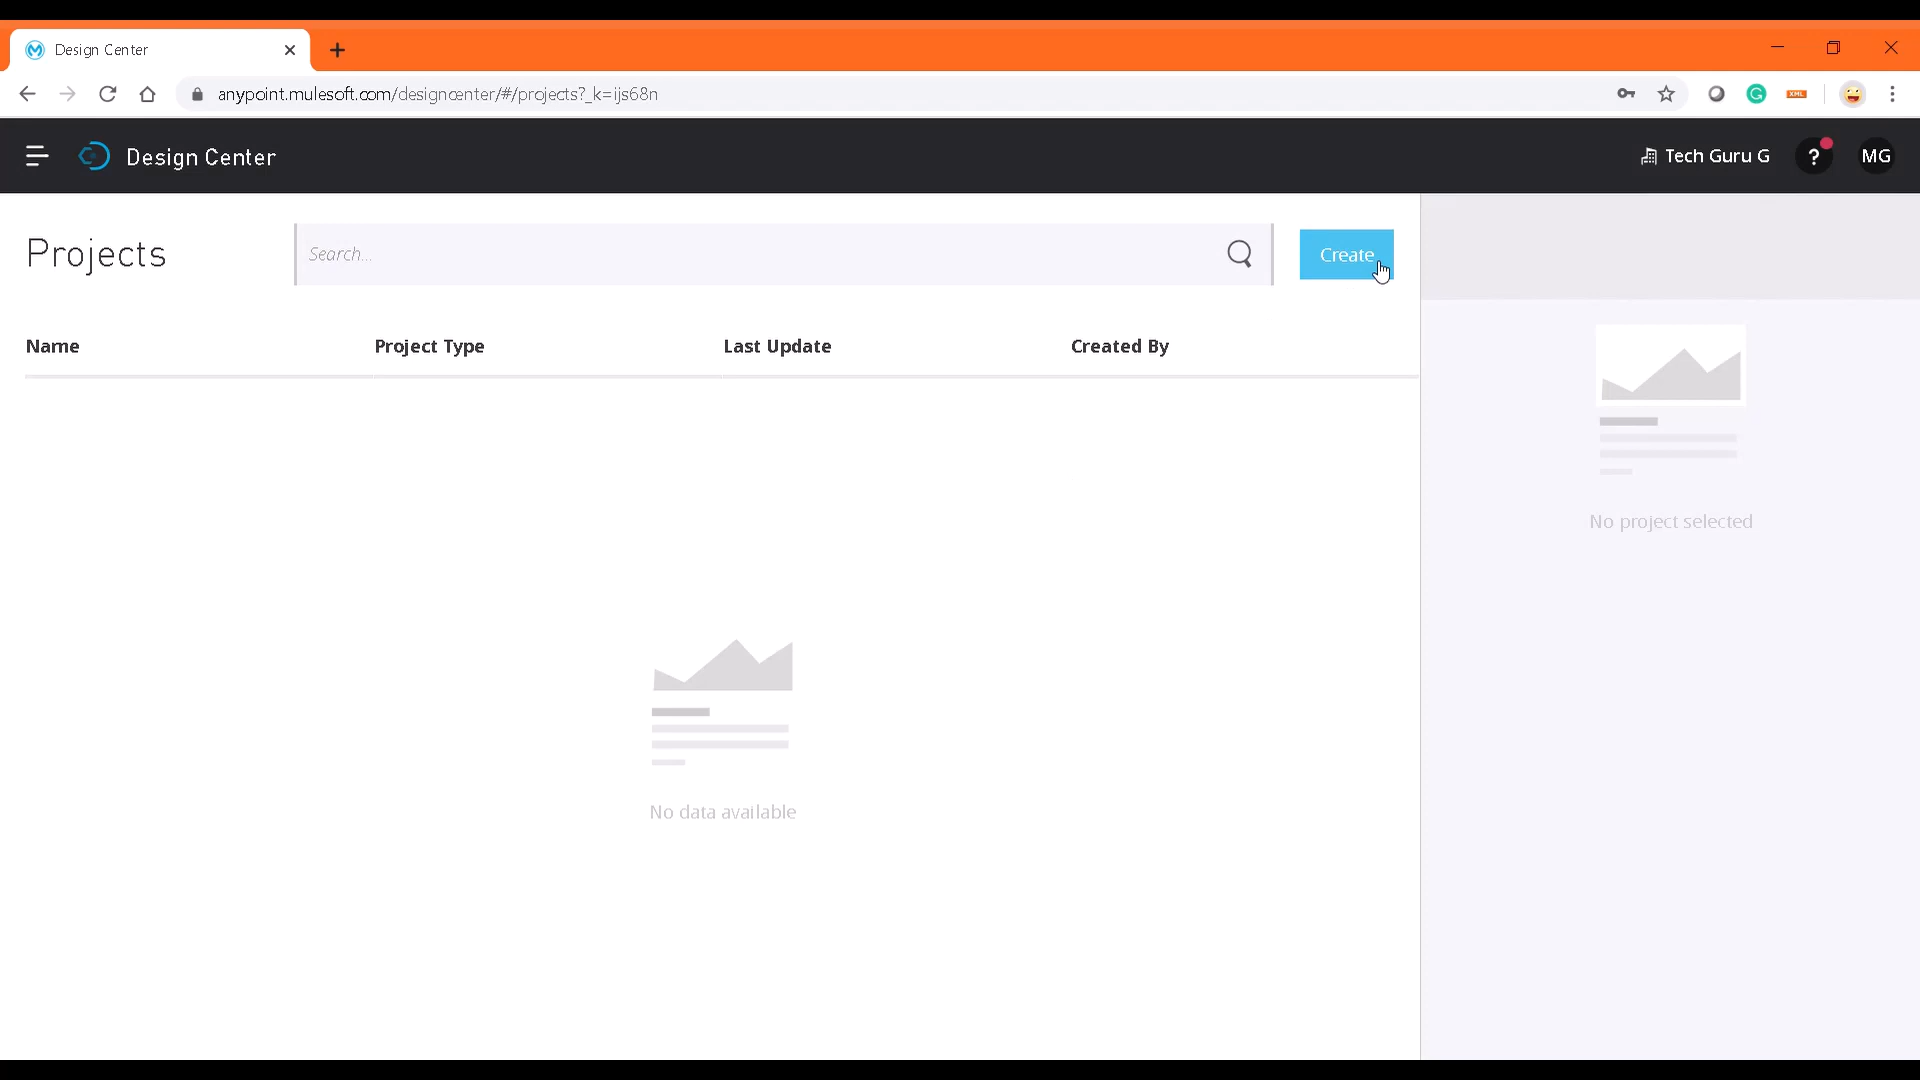 Design Center
anypoint.mulesoft.com/designcenter/#/projects?_k=ijs68n
XML
Design Center
Tech Guru G
?
MG
Projects
Search...
Create
Name
Project Type
Last Update
Created By
No project selected
No data available